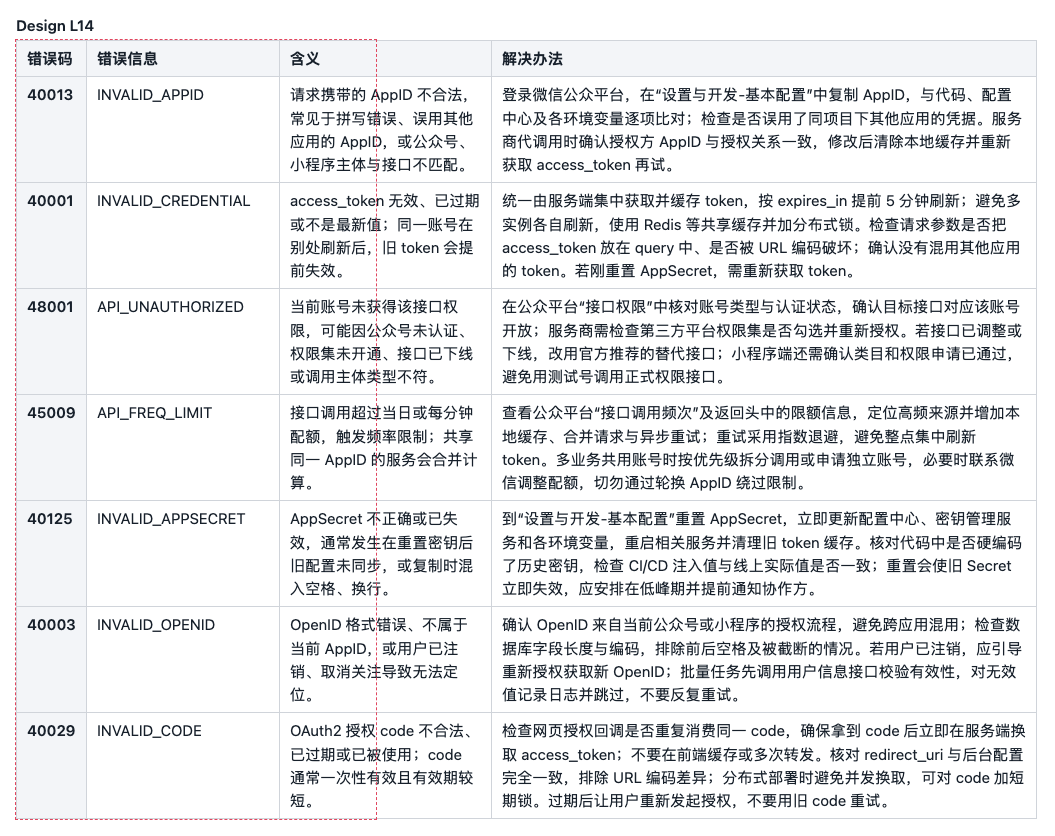 Design L14
错误码 错误信息 含义 解决办法
40013 INVALID_APPID
请求携带的 AppID 不合法，
常见于拼写错误、误用其他
应用的 AppID，或公众号、
小程序主体与接口不匹配。
登录微信公众平台，在“设置与开发-基本配置”中复制 AppID，与代码、配置
中心及各环境变量逐项比对；检查是否误用了同项目下其他应用的凭据。服务
商代调用时确认授权方 AppID 与授权关系一致，修改后清除本地缓存并重新
获取 access_token 再试。
40001 INVALID_CREDENTIAL
access_token 无效、已过期
或不是最新值；同一账号在
别处刷新后，旧 token 会提
前失效。
统一由服务端集中获取并缓存 token，按 expires_in 提前 5 分钟刷新；避免多
实例各自刷新，使用 Redis 等共享缓存并加分布式锁。检查请求参数是否把
access_token 放在 query 中、是否被 URL 编码破坏；确认没有混用其他应用
的 token。若刚重置 AppSecret，需重新获取 token。
48001 API_UNAUTHORIZED
当前账号未获得该接口权
限，可能因公众号未认证、
权限集未开通、接口已下线
或调用主体类型不符。
在公众平台“接口权限”中核对账号类型与认证状态，确认目标接口对应该账号
开放；服务商需检查第三方平台权限集是否勾选并重新授权。若接口已调整或
下线，改用官方推荐的替代接口；小程序端还需确认类目和权限申请已通过，
避免用测试号调用正式权限接口。
45009 API_FREQ_LIMIT
接口调用超过当日或每分钟
配额，触发频率限制；共享
同一 AppID 的服务会合并计
算。
查看公众平台“接口调用频次”及返回头中的限额信息，定位高频来源并增加本
地缓存、合并请求与异步重试；重试采用指数退避，避免整点集中刷新
token。多业务共用账号时按优先级拆分调用或申请独立账号，必要时联系微
信调整配额，切勿通过轮换 AppID 绕过限制。
40125 INVALID_APPSECRET
AppSecret 不正确或已失
效，通常发生在重置密钥后
旧配置未同步，或复制时混
入空格、换行。
到“设置与开发-基本配置”重置 AppSecret，立即更新配置中心、密钥管理服
务和各环境变量，重启相关服务并清理旧 token 缓存。核对代码中是否硬编码
了历史密钥，检查 CI/CD 注入值与线上实际值是否一致；重置会使旧 Secret
立即失效，应安排在低峰期并提前通知协作方。
40003 INVALID_OPENID
OpenID 格式错误、不属于
当前 AppID，或用户已注
销、取消关注导致无法定
位。
确认 OpenID 来自当前公众号或小程序的授权流程，避免跨应用混用；检查数
据库字段长度与编码，排除前后空格及被截断的情况。若用户已注销，应引导
重新授权获取新 OpenID；批量任务先调用用户信息接口校验有效性，对无效
值记录日志并跳过，不要反复重试。
40029 INVALID_CODE
OAuth2 授权 code 不合法、
已过期或已被使用；code
通常一次性有效且有效期较
短。
检查网页授权回调是否重复消费同一 code，确保拿到 code 后立即在服务端换
取 access_token；不要在前端缓存或多次转发。核对 redirect_uri 与后台配置
完全一致，排除 URL 编码差异；分布式部署时避免并发换取，可对 code 加短
期锁。过期后让用户重新发起授权，不要用旧 code 重试。